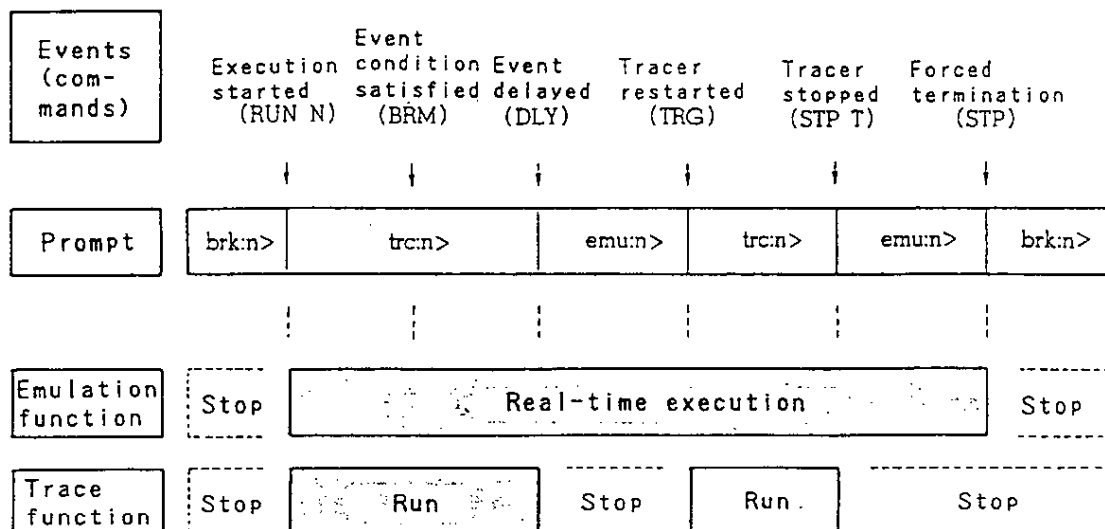 Events
(com-
mands)
Execution
started
(RUN N)
Event
condition
satisfied
(BRM)
Event
delayed
(DLY)
Tracer
restarted
(TRG)
Tracer
stopped
(STP T)
Forced
termination
(STP)
Prompt
brk:n>
trc:n>
emu:n>
trc:n>
emu:n>
brk:n>
Emulation
function
Stop
Real-time execution
Stop
Trace
function
Stop
Run
Stop
Run
Stop